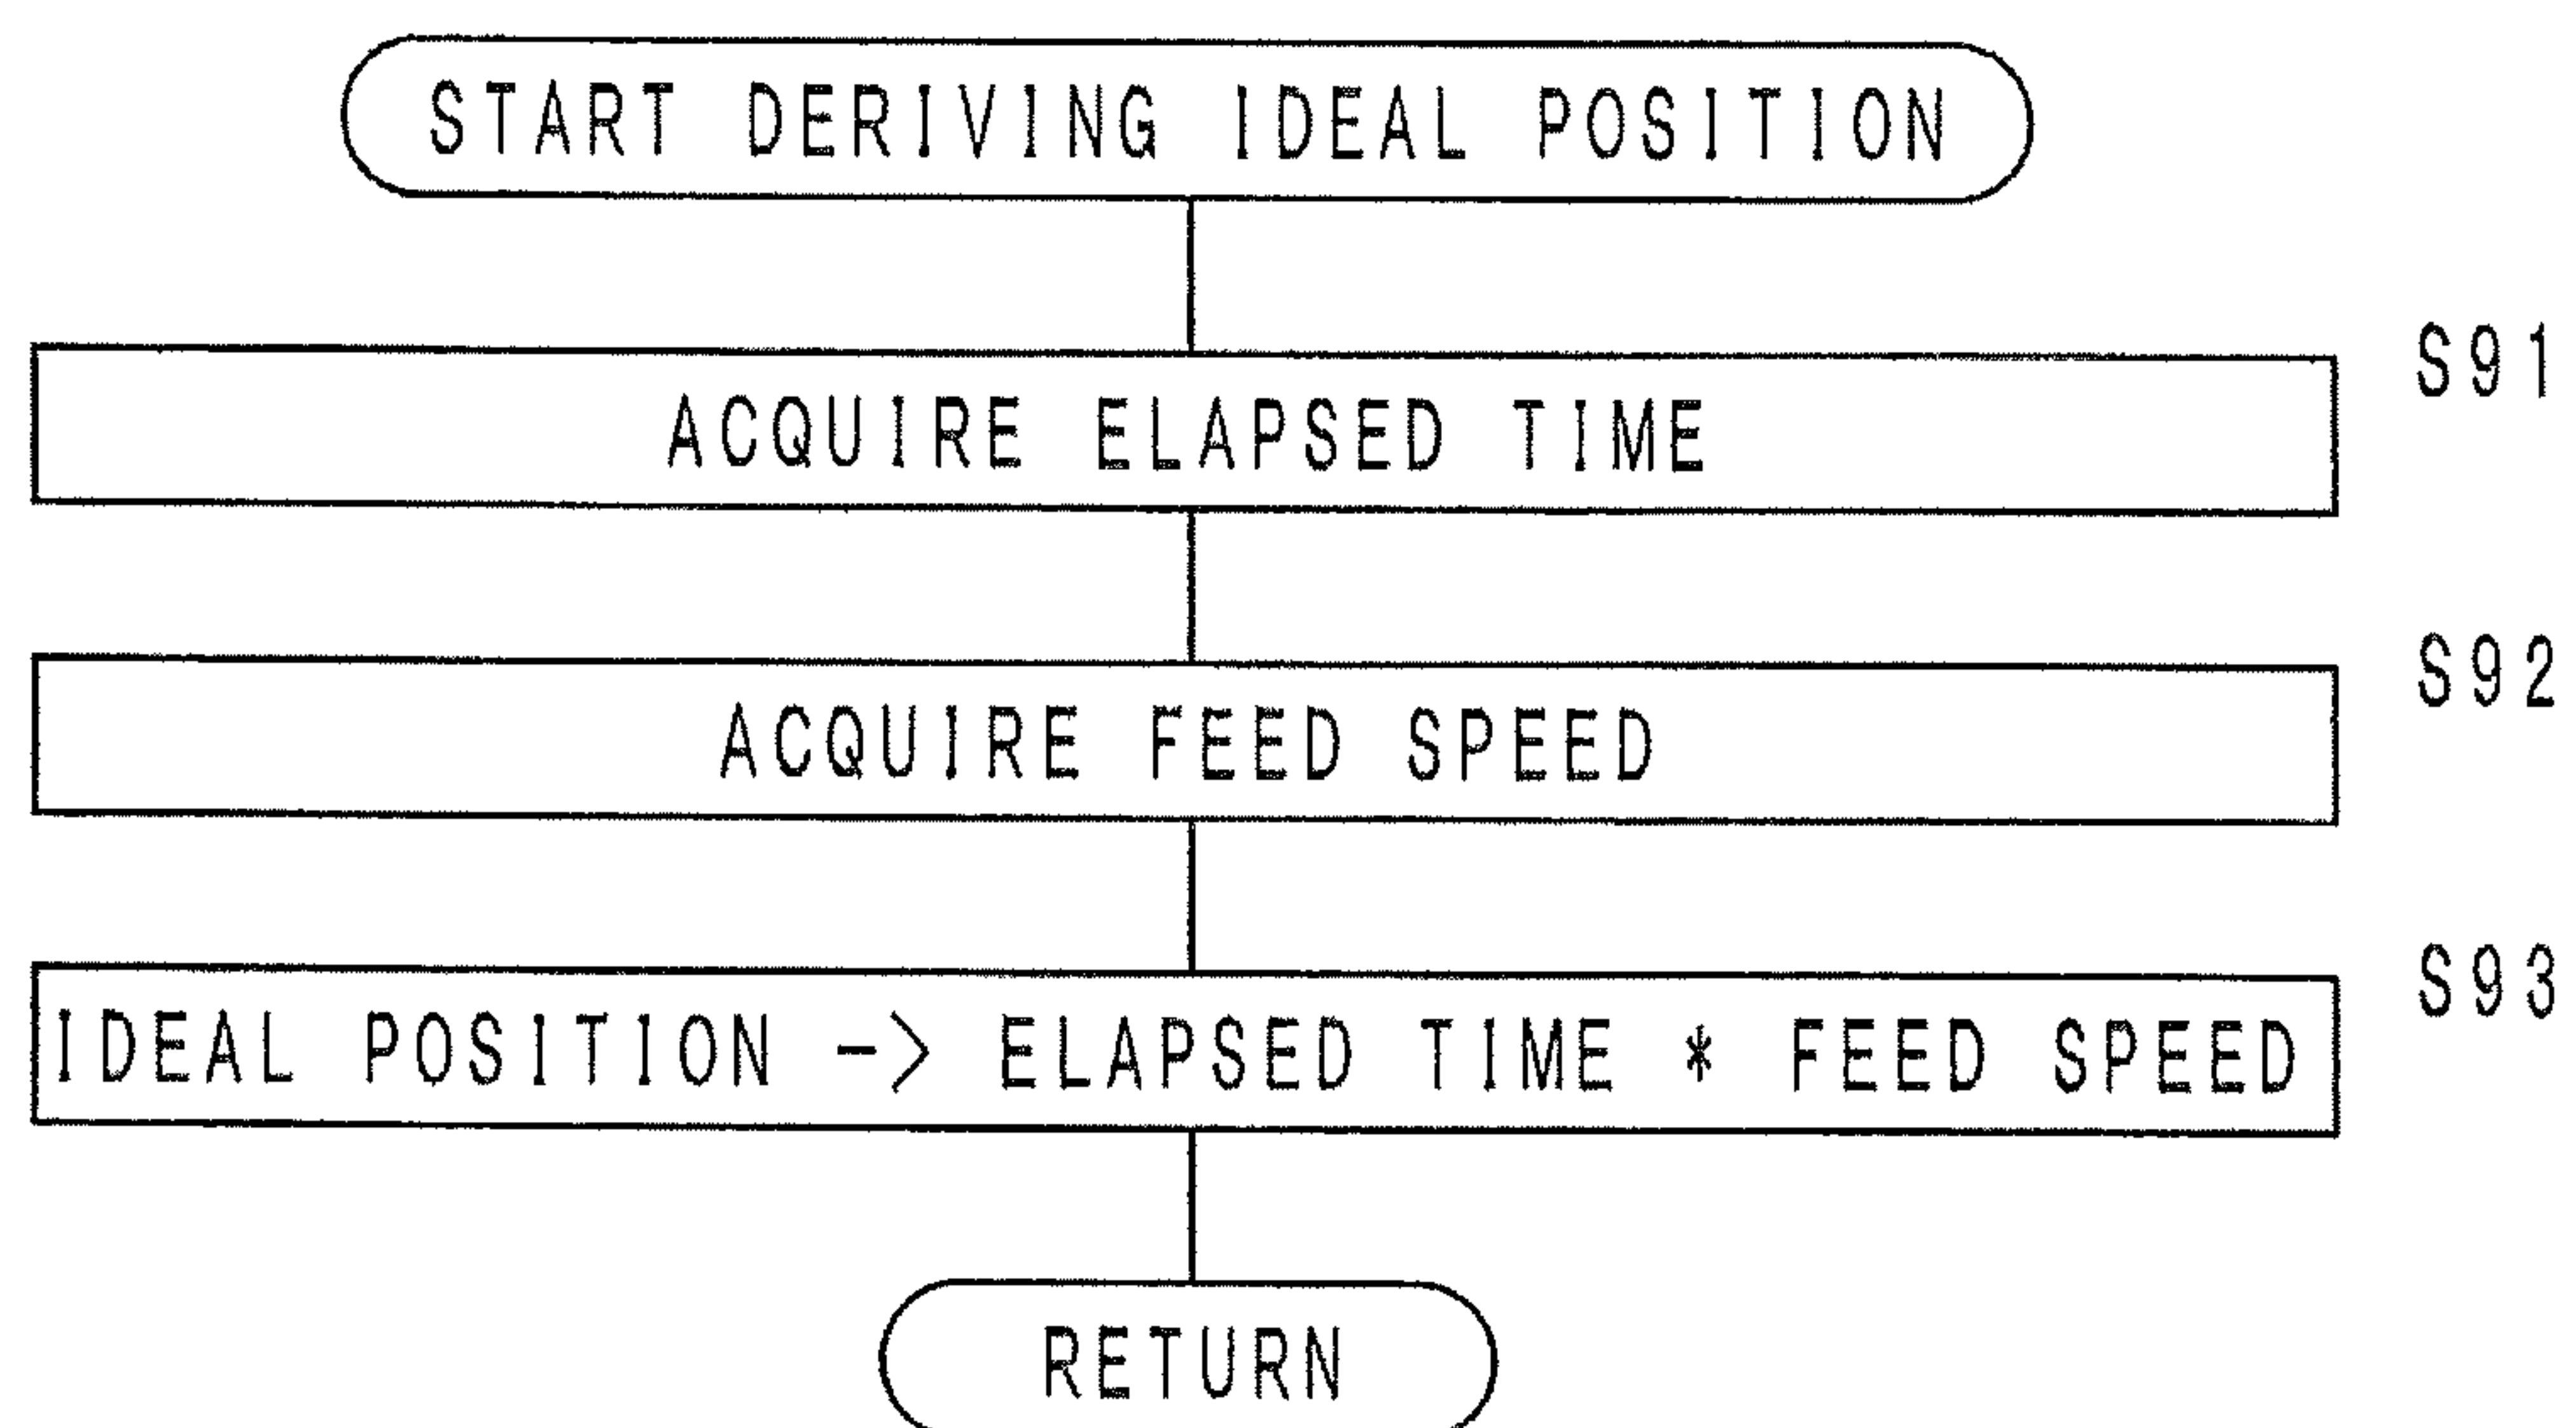 START DERIVING IDEAL POSITION
S91
ACQUIRE ELAPSED TIME
S92
ACQUIRE FEED SPEED
S93
IDEAL POSITION -> ELAPSED TIME * FEED SPEED
RETURN